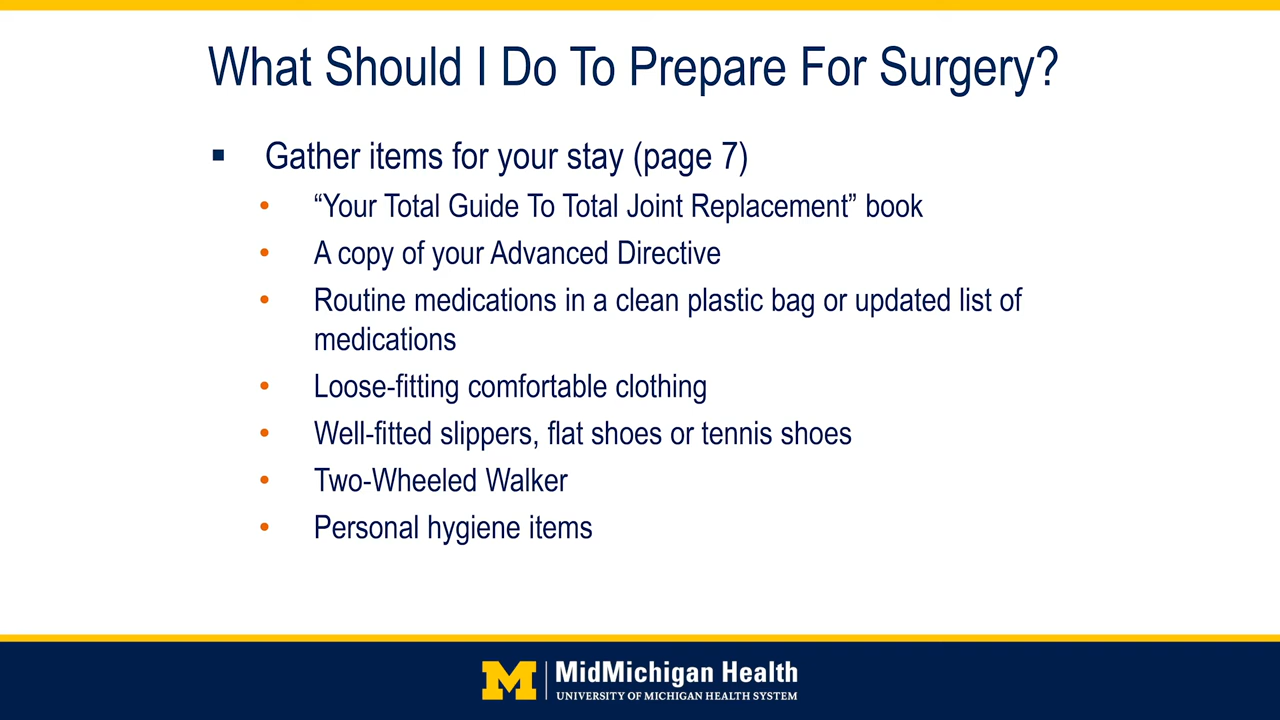 What Should I Do To Prepare For Surgery?
▪ Gather items for your stay (page 7)
• “Your Total Guide To Total Joint Replacement” book
• A copy of your Advanced Directive
• Routine medications in a clean plastic bag or updated list of
medications
• Loose-fitting comfortable clothing
• Well-fitted slippers, flat shoes or tennis shoes
• Two-Wheeled Walker
• Personal hygiene items
M | MidMichigan Health
UNIVERSITY OF MICHIGAN HEALTH SYSTEM